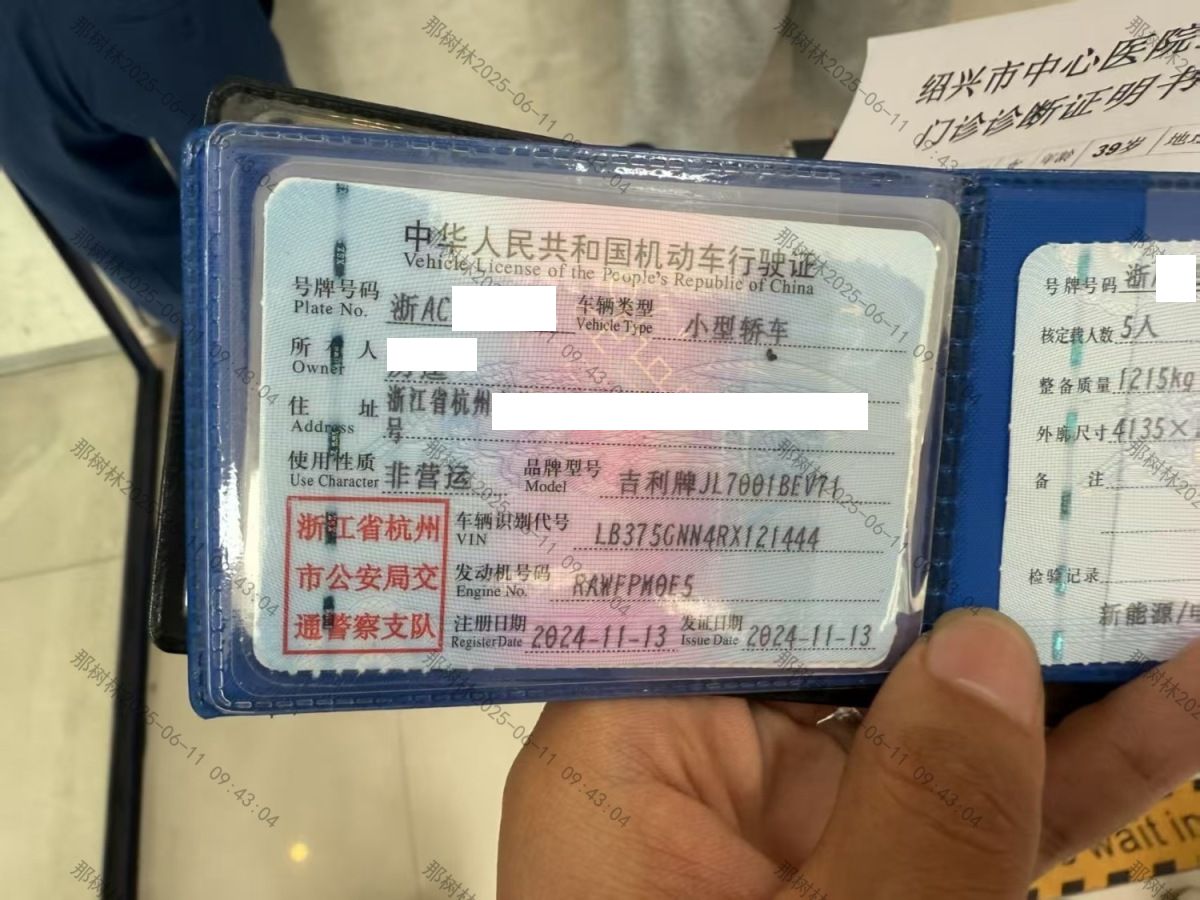 绍兴市中心医院
门诊诊断证明书
年龄 39岁
中华人民共和国机动车行驶证
Vehicle License of the People's Republic of China
号牌号码 浙AC 车辆类型 小型轿车
Plate No. Vehicle Type
所有人
Owner
住址 浙江省杭州
Address 号
使用性质 非营运 品牌型号 吉利牌JL7001BEV71
Use Character Model
浙江省杭州
市公安局交
通警察支队
车辆识别代号 LB375GNN4RX121444
VIN
发动机号码 RAWFPM0E5
Engine No.
注册日期 2024-11-13 发证日期 2024-11-13
Register Date Issue Date
号牌号码 浙
核定载人数 5人
整备质量 1215kg
外廓尺寸 4135×
备注
检验记录
新能源/
wait in
那树林2025-06-11 09:43:04